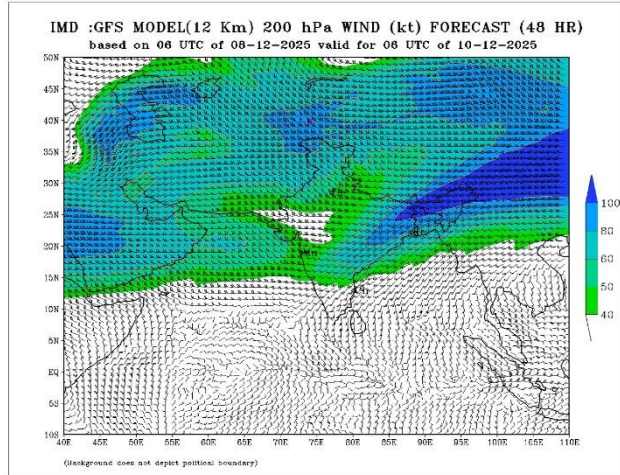 IMD :GFS MODEL(12 Km) 200 hPa WIND (kt) FORECAST (48 HR)
based on 06 UTC of 08-12-2025 valid for 06 UTC of 10-12-2025
50N
45N
40N
35N
30N
25N
20N
15N
10N
5N
EQ
5S
10S
40E 45E 50E 55E 60E 65E 70E 75E 80E 85E 90E 95E 100E 105E 110E
100
80
60
40
(Background does not depict political boundary)